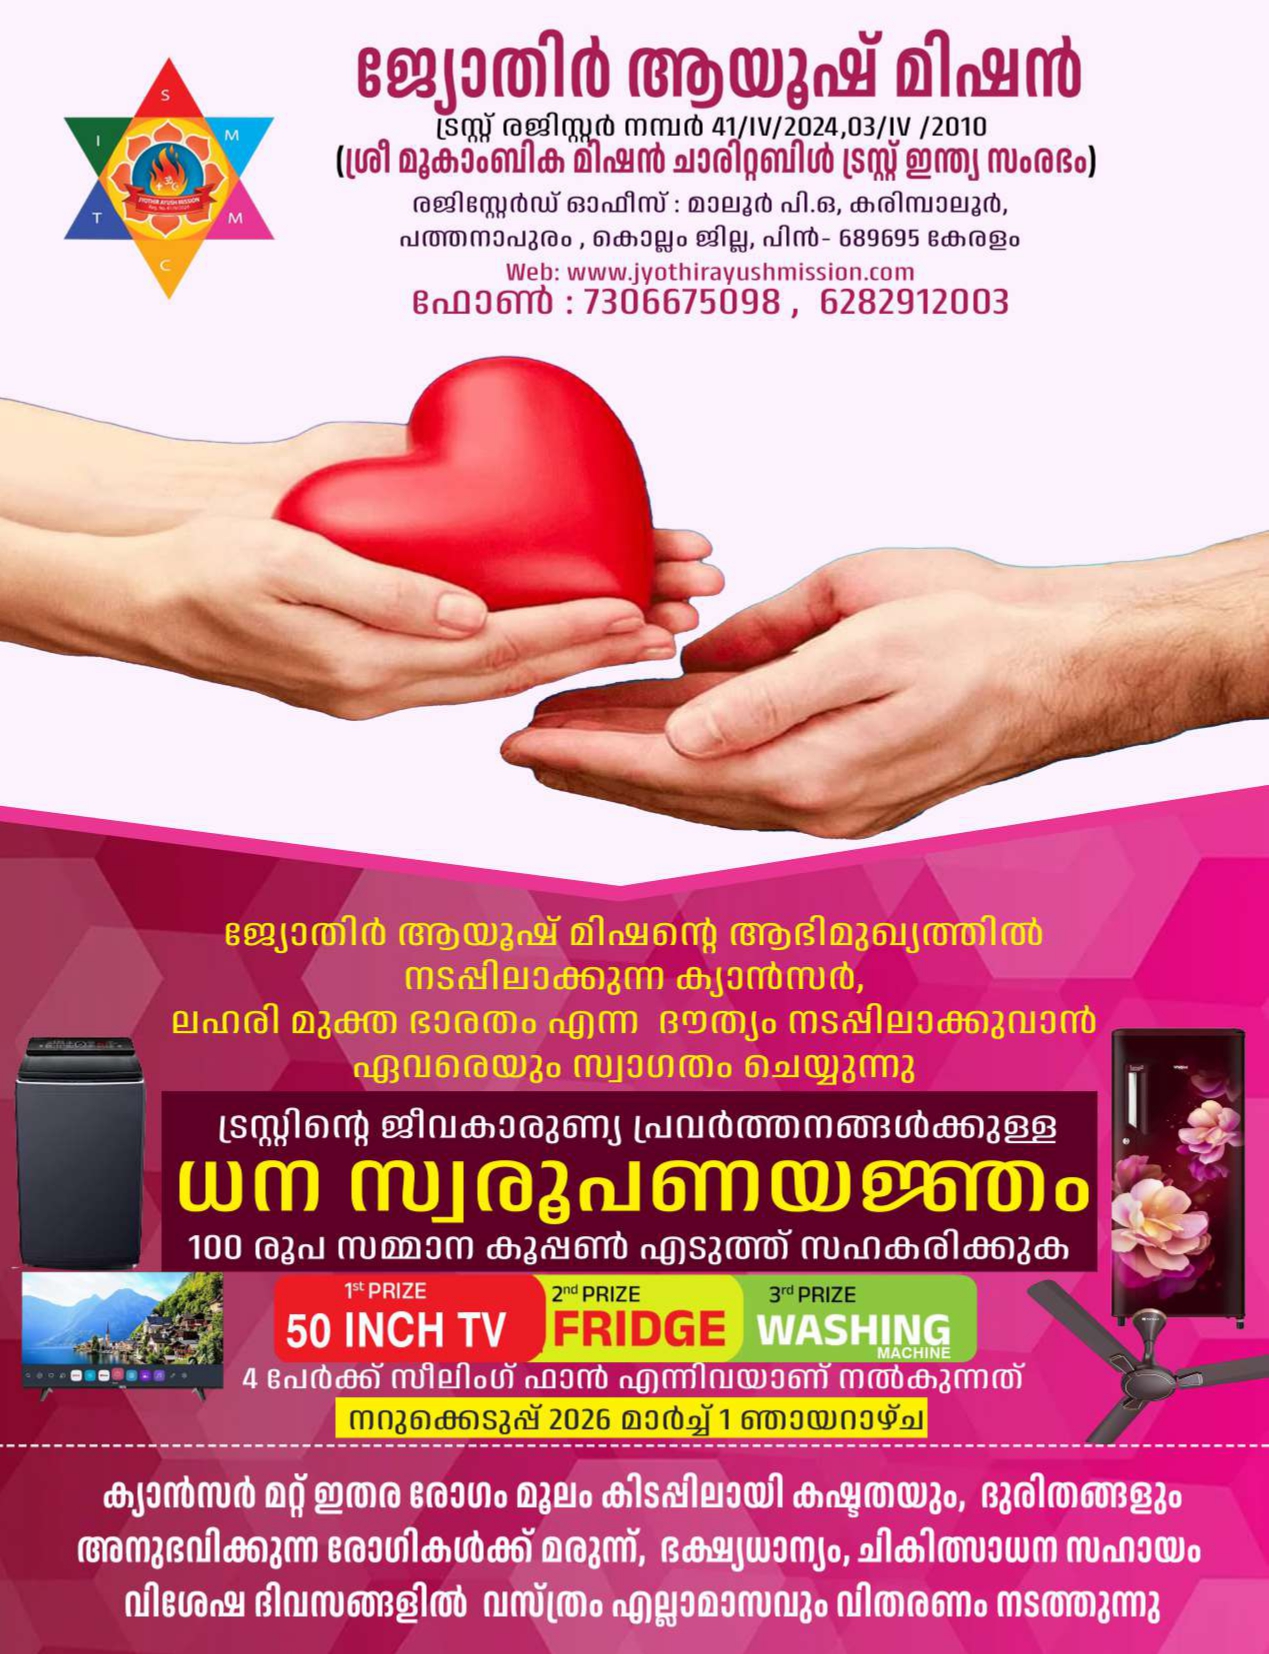 ജ്യോതിർ ആയൂഷ് മിഷൻ
ട്രസ്റ്റ് രജിസ്റ്റർ നമ്പർ 41/IV/2024,03/IV /2010
(ശ്രീ മൂകാംബിക മിഷൻ ചാരിറ്റബിൾ ട്രസ്റ്റ് ഇന്ത്യ സംരഭം)
രജിസ്റ്റേർഡ് ഓഫീസ് : മാലൂർ പി.ഒ, കരിമ്പാലൂർ,
പത്തനാപുരം , കൊല്ലം ജില്ല, പിൻ- 689695 കേരളം
Web: www.jyothirayushmission.com
ഫോൺ : 7306675098 , 6282912003
S
I M
T M
C
JYOTHIR AYUSH MISSION
ജ്യോതിർ ആയൂഷ് മിഷന്റെ ആഭിമുഖ്യത്തിൽ
നടപ്പിലാക്കുന്ന ക്യാൻസർ,
ലഹരി മുക്ത ഭാരതം എന്ന ദൗത്യം നടപ്പിലാക്കുവാൻ
ഏവരെയും സ്വാഗതം ചെയ്യുന്നു
ട്രസ്റ്റിന്റെ ജീവകാരുണ്യ പ്രവർത്തനങ്ങൾക്കുള്ള
ധന സ്വരൂപണയജ്ഞം
100 രൂപ സമ്മാന കൂപ്പൺ എടുത്ത് സഹകരിക്കുക
1st PRIZE 2nd PRIZE 3rd PRIZE
50 INCH TV FRIDGE WASHING
MACHINE
4 പേർക്ക് സീലിംഗ് ഫാൻ എന്നിവയാണ് നൽകുന്നത്
നറുക്കെടുപ്പ് 2026 മാർച്ച് 1 ഞായറാഴ്ച
ക്യാൻസർ മറ്റ് ഇതര രോഗം മൂലം കിടപ്പിലായി കഷ്ടതയും, ദുരിതങ്ങളും
അനുഭവിക്കുന്ന രോഗികൾക്ക് മരുന്ന്, ഭക്ഷ്യധാന്യം, ചികിത്സാധന സഹായം
വിശേഷ ദിവസങ്ങളിൽ വസ്ത്രം എല്ലാമാസവും വിതരണം നടത്തുന്നു